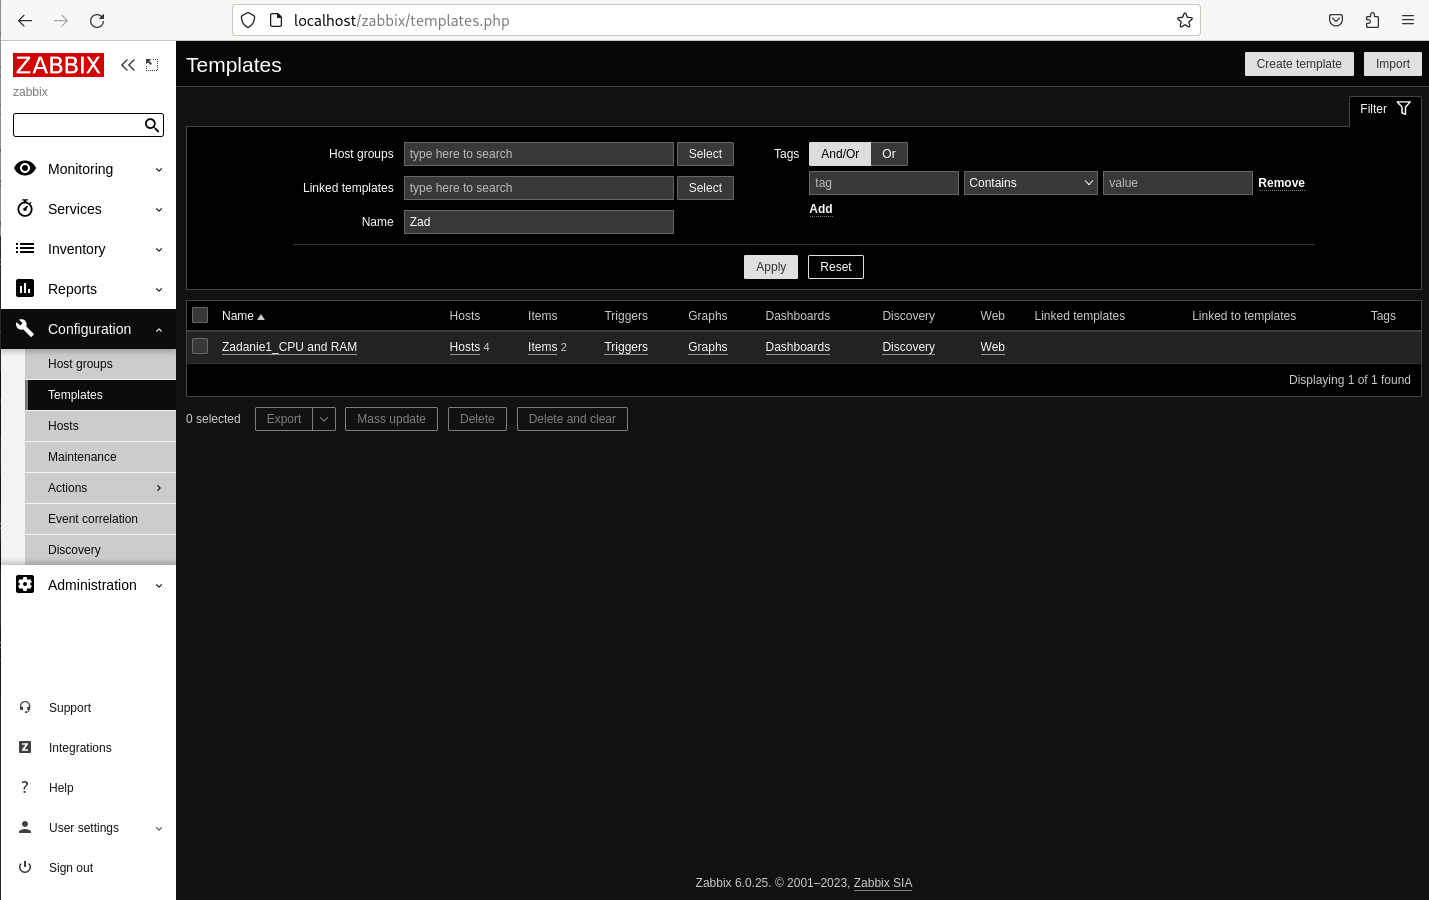 localhost/zabbix/templates.php
ZABBIX
zabbix
Monitoring
Services
Inventory
Reports
Configuration
Host groups
Templates
Hosts
Maintenance
Actions
Event correlation
Discovery
Administration
Support
Integrations
Help
User settings
Sign out
Templates
Create template Import
Filter
Host groups type here to search Select
Linked templates type here to search Select
Name Zad
Tags And/Or Or
tag Contains value Remove
Add
Apply Reset
Name Hosts Items Triggers Graphs Dashboards Discovery Web Linked templates Linked to templates Tags
Zadanie1_CPU and RAM Hosts 4 Items 2 Triggers Graphs Dashboards Discovery Web
Displaying 1 of 1 found
0 selected Export Mass update Delete Delete and clear
Zabbix 6.0.25. © 2001–2023, Zabbix SIA